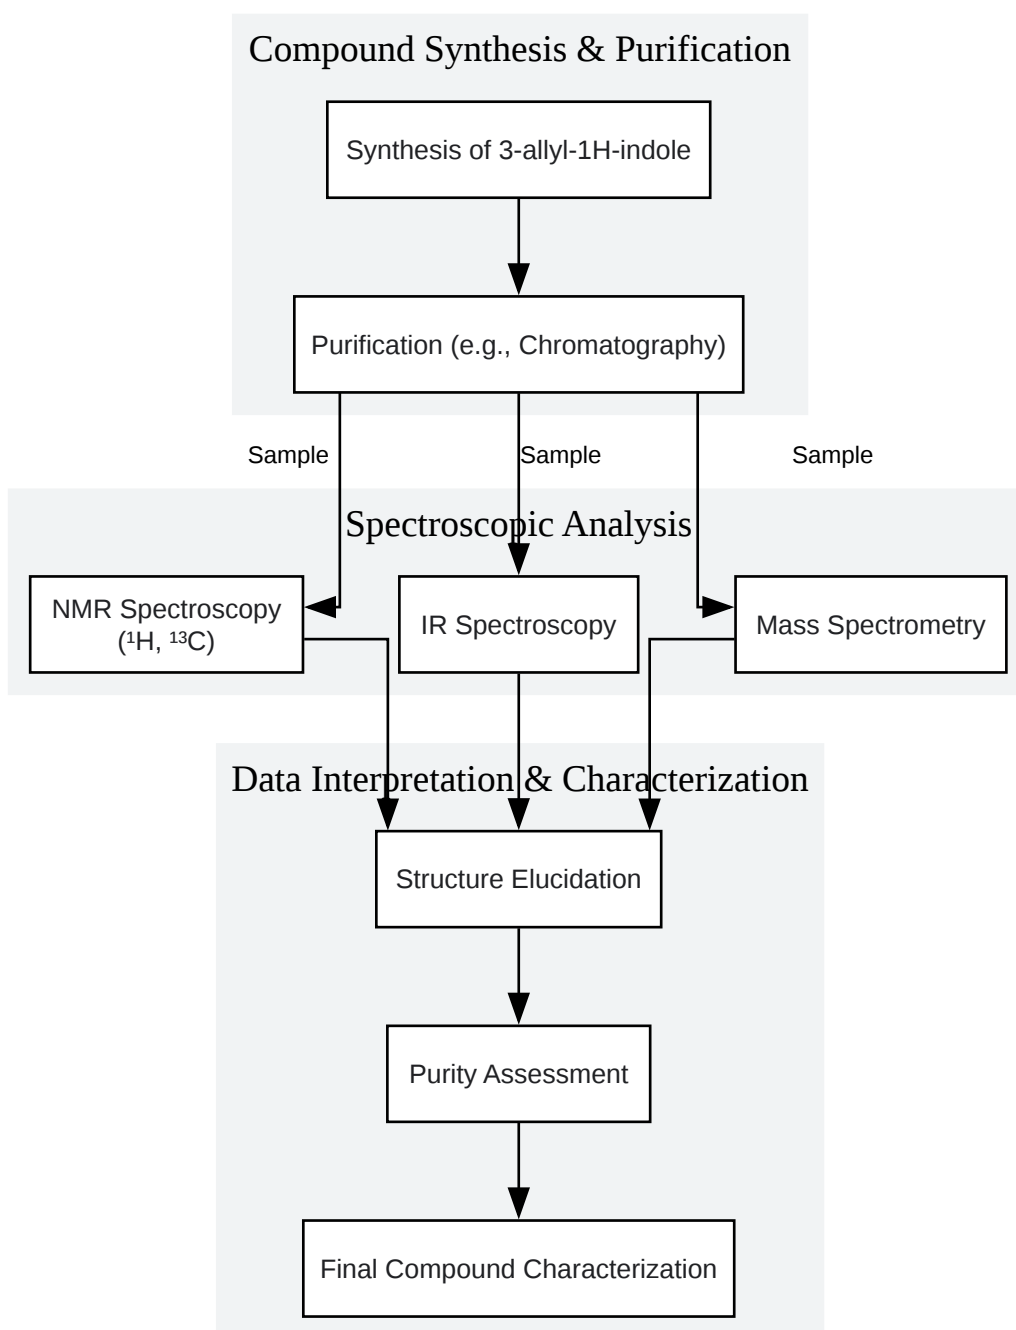 Compound Synthesis & Purification
Synthesis of 3-allyl-1H-indole
Purification (e.g., Chromatography)
Sample
Sample
Sample
Spectroscopic Analysis
NMR Spectroscopy
(¹H, ¹³C)
IR Spectroscopy
Mass Spectrometry
Data Interpretation & Characterization
Structure Elucidation
Purity Assessment
Final Compound Characterization